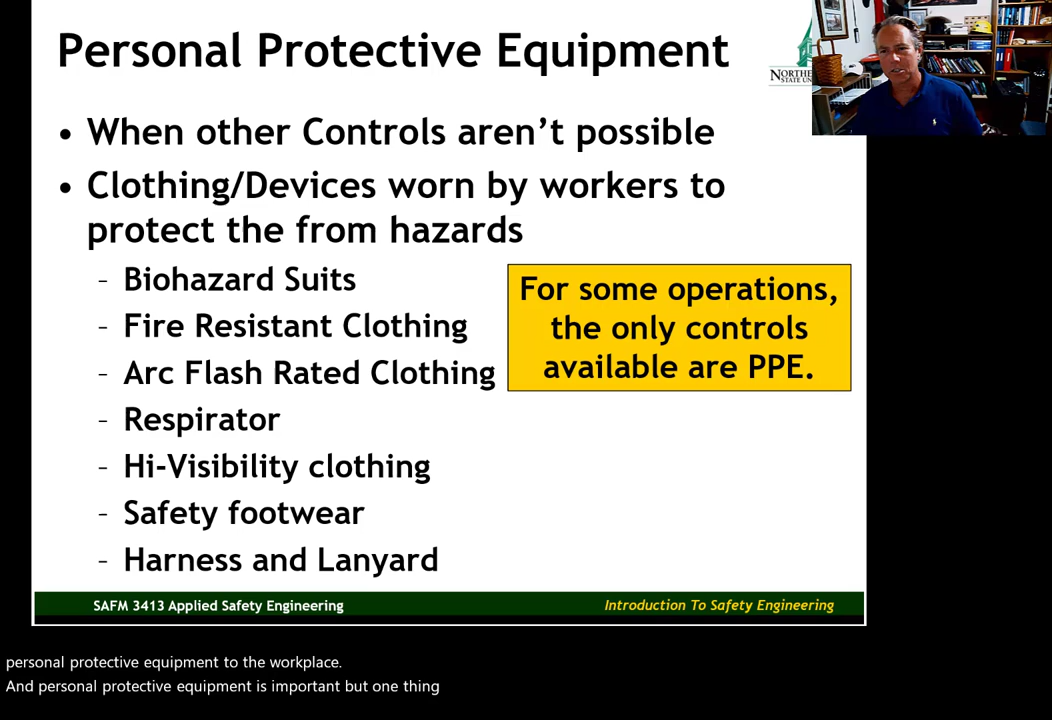 Personal Protective Equipment
• When other Controls aren't possible
• Clothing/Devices worn by workers to
protect the from hazards
– Biohazard Suits
– Fire Resistant Clothing
– Arc Flash Rated Clothing
– Respirator
– Hi-Visibility clothing
– Safety footwear
– Harness and Lanyard
For some operations,
the only controls
available are PPE.
SAFM 3413 Applied Safety Engineering
Introduction To Safety Engineering
personal protective equipment to the workplace.
And personal protective equipment is important but one thing